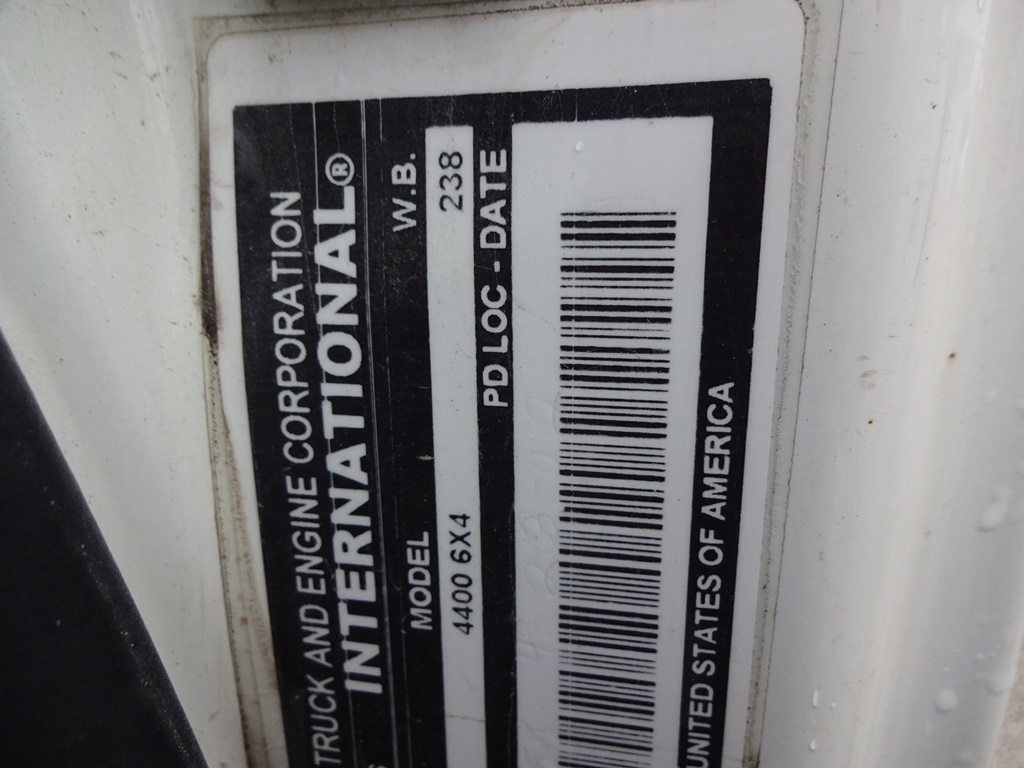 TRUCK AND ENGINE CORPORATION
INTERNATIONAL®
MODEL W.B.
4400 6X4 238
PD LOC - DATE
UNITED STATES OF AMERICA